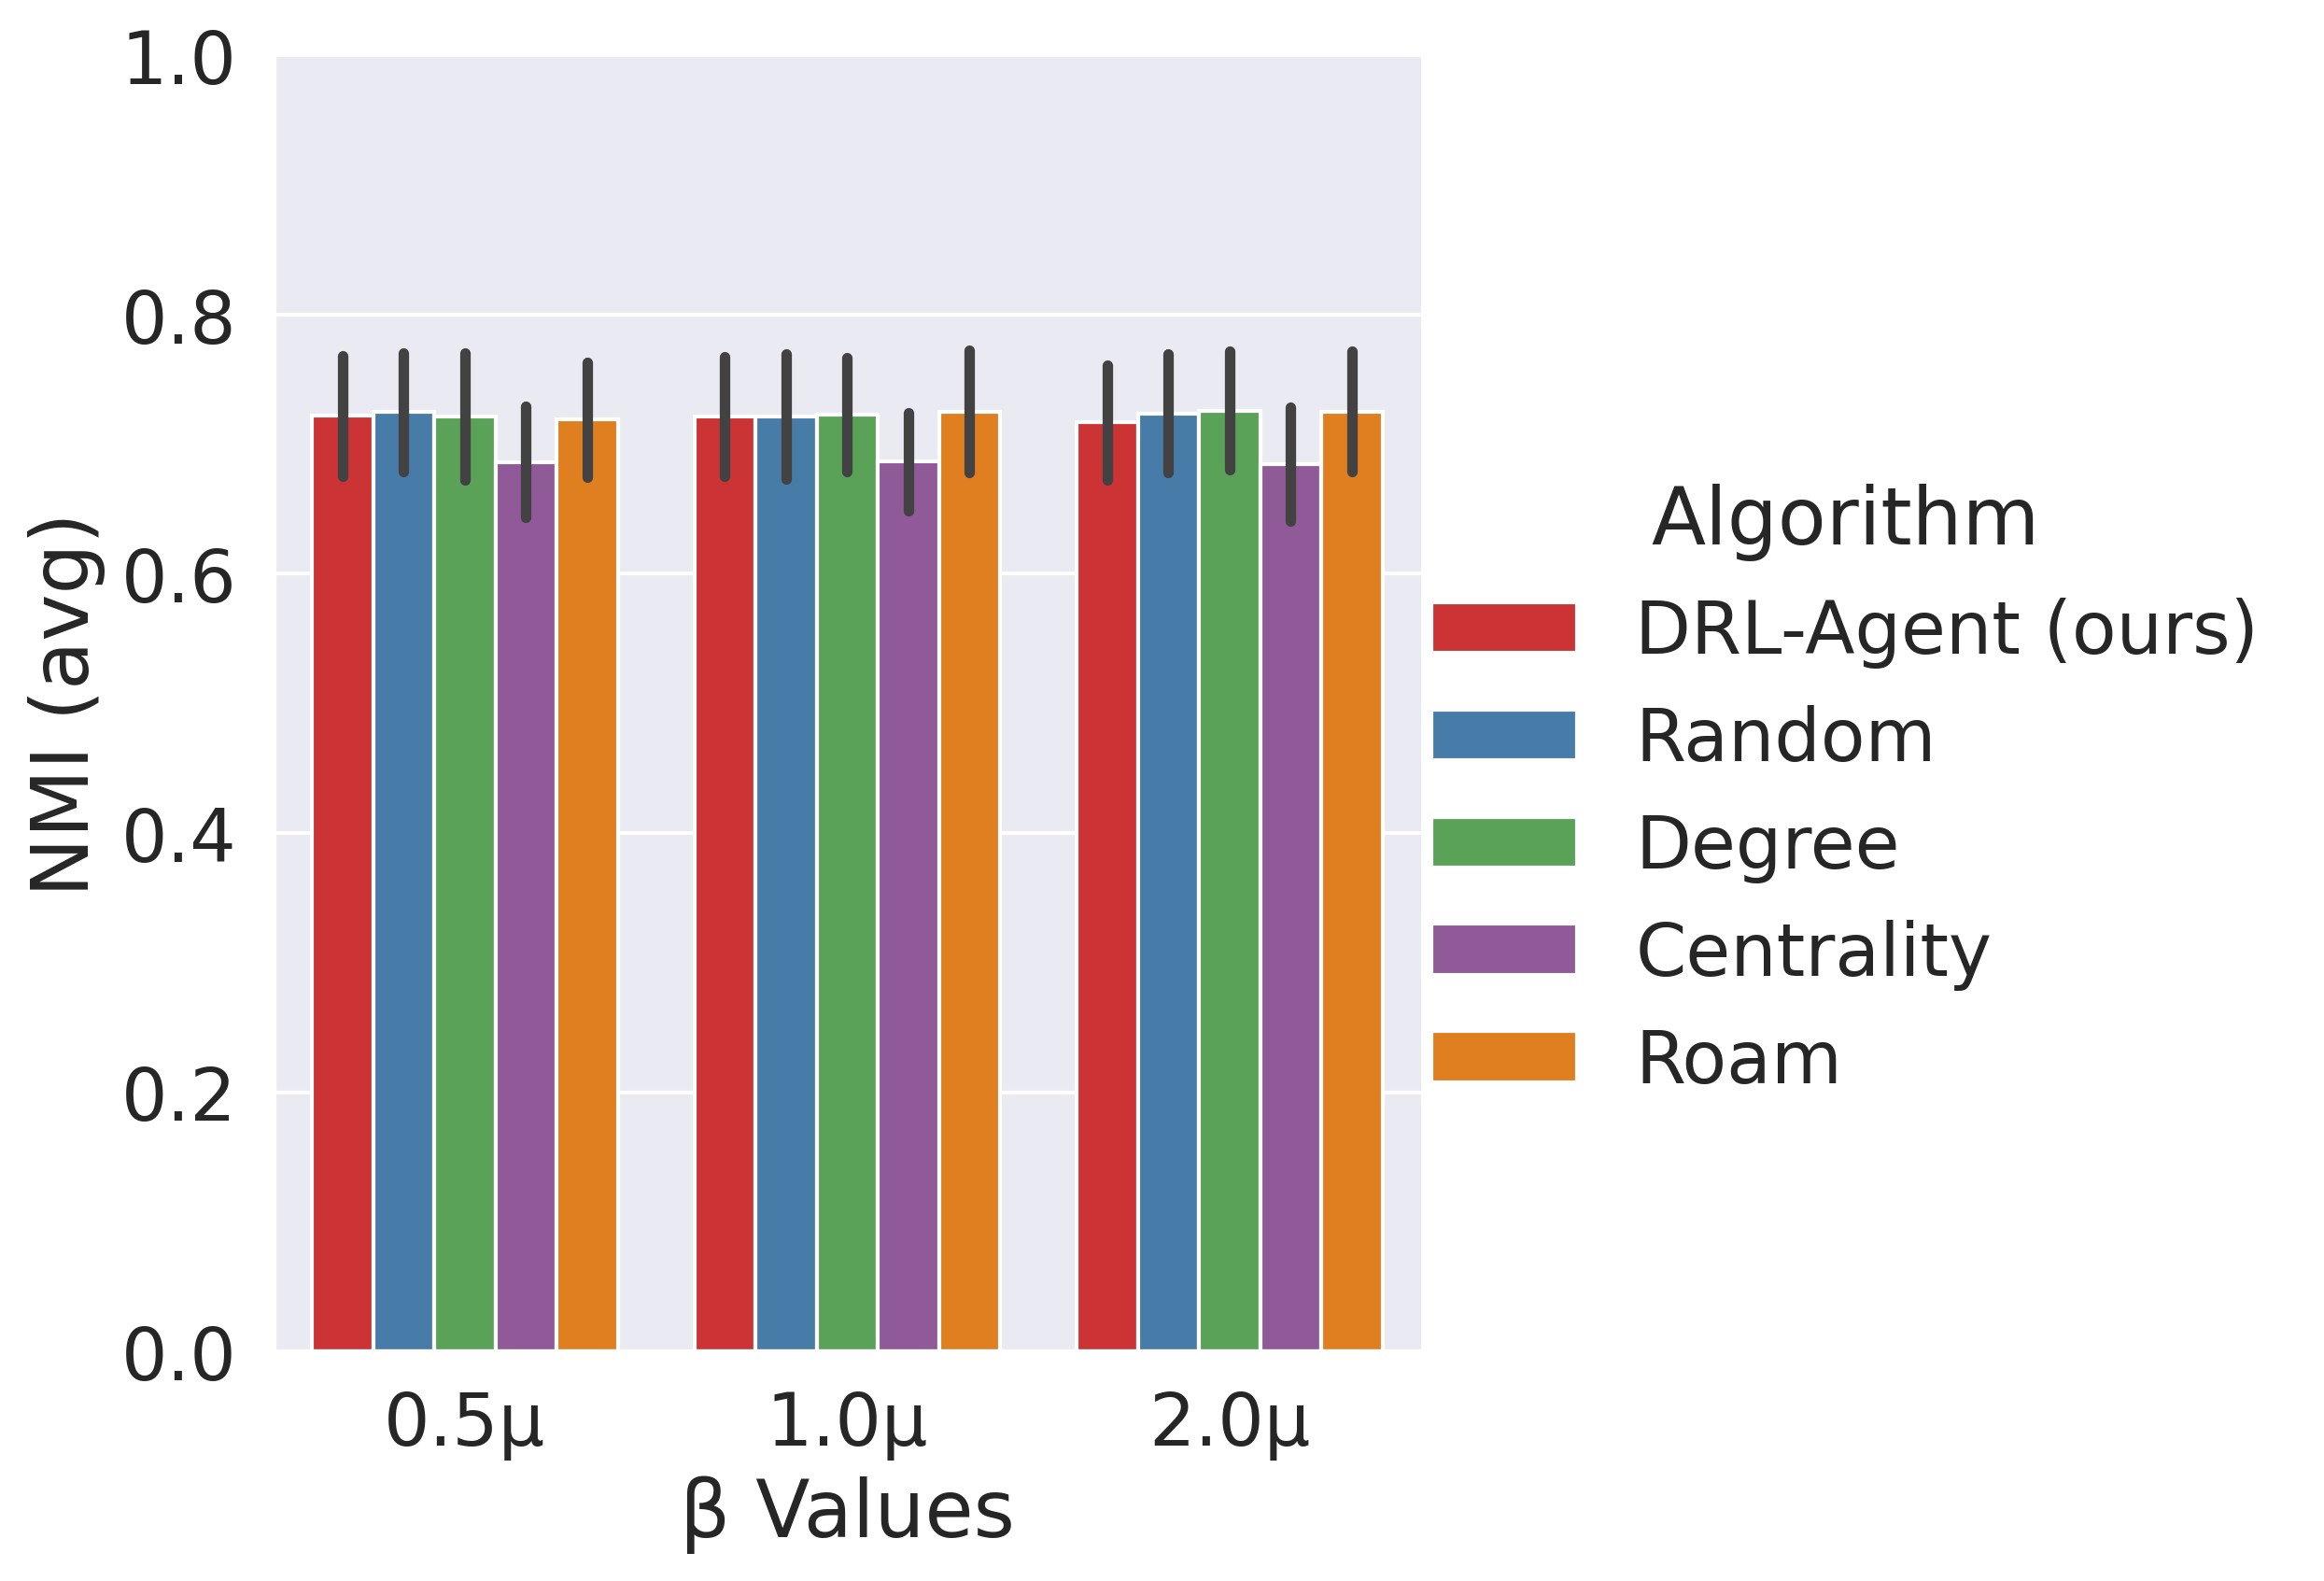 NMI (avg)
1.0
0.8
0.6
0.4
0.2
0.0
0.5μ 1.0μ 2.0μ
β Values
Algorithm
DRL-Agent (ours)
Random
Degree
Centrality
Roam